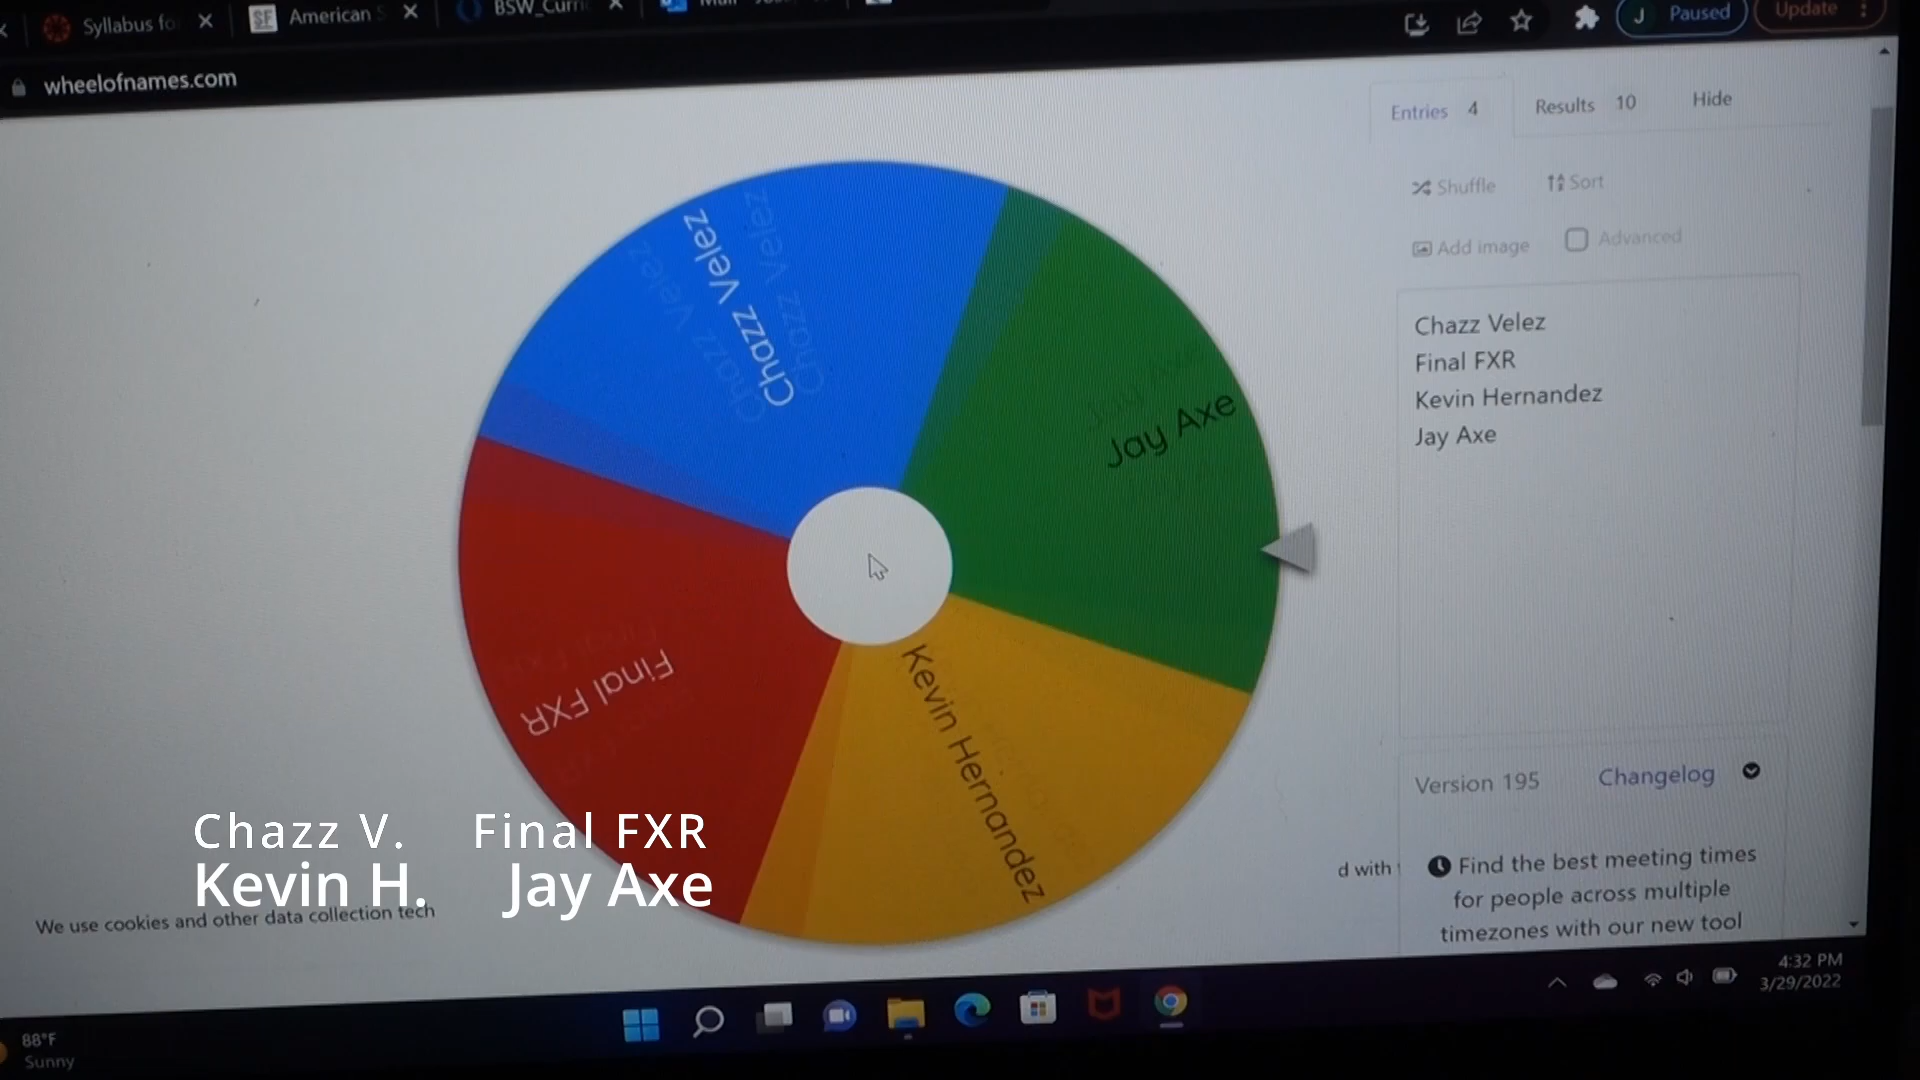 Syllabus fo
American S
BSW_Curri
Paused
Update
J
wheelofnames.com
Entries 4
Results 10
Hide
Shuffle
Sort
Add image
Advanced
Chazz Velez
Final FXR
Kevin Hernandez
Jay Axe
Chazz Velez
Jay Axe
Final FXR
Kevin Hernandez
Version 195
Changelog
d with
Find the best meeting times
for people across multiple
timezones with our new tool
Chazz V. Final FXR
Kevin H. Jay Axe
We use cookies and other data collection tech
4:32 PM
3/29/2022
88°F
Sunny